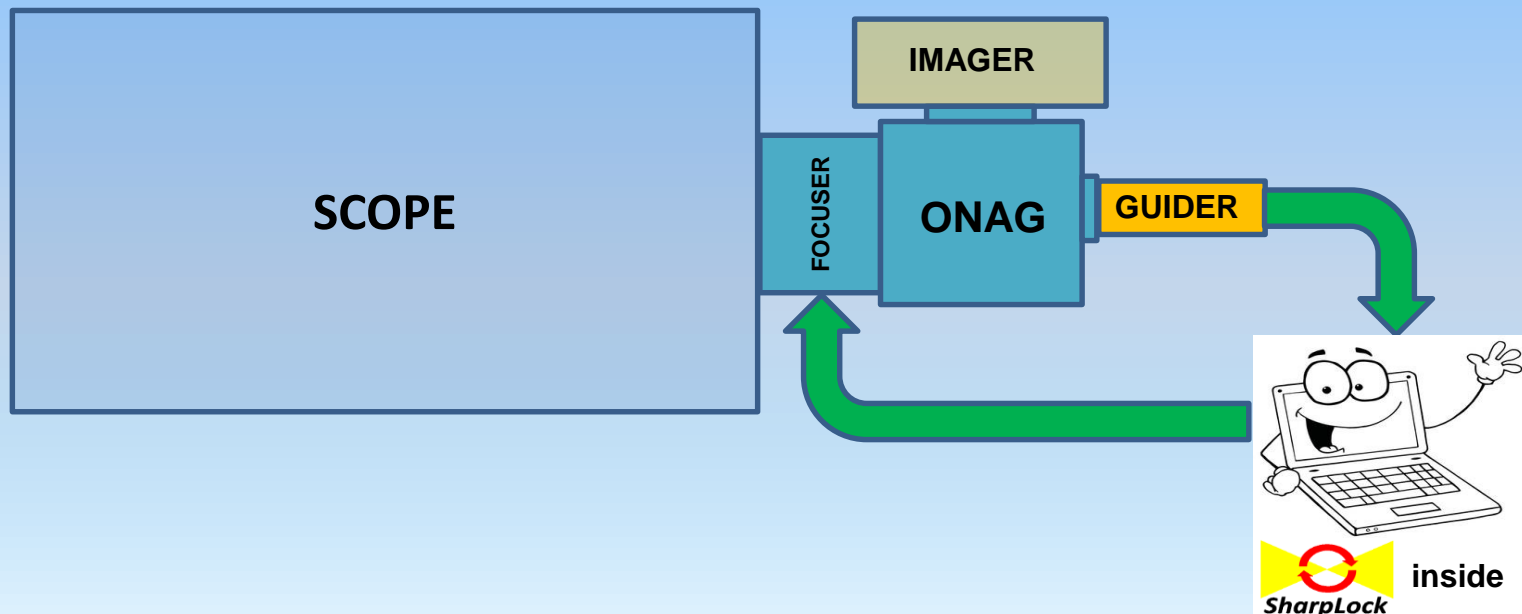 IMAGER
SCOPE
FOCUSER
ONAG
GUIDER
inside
SharpLock